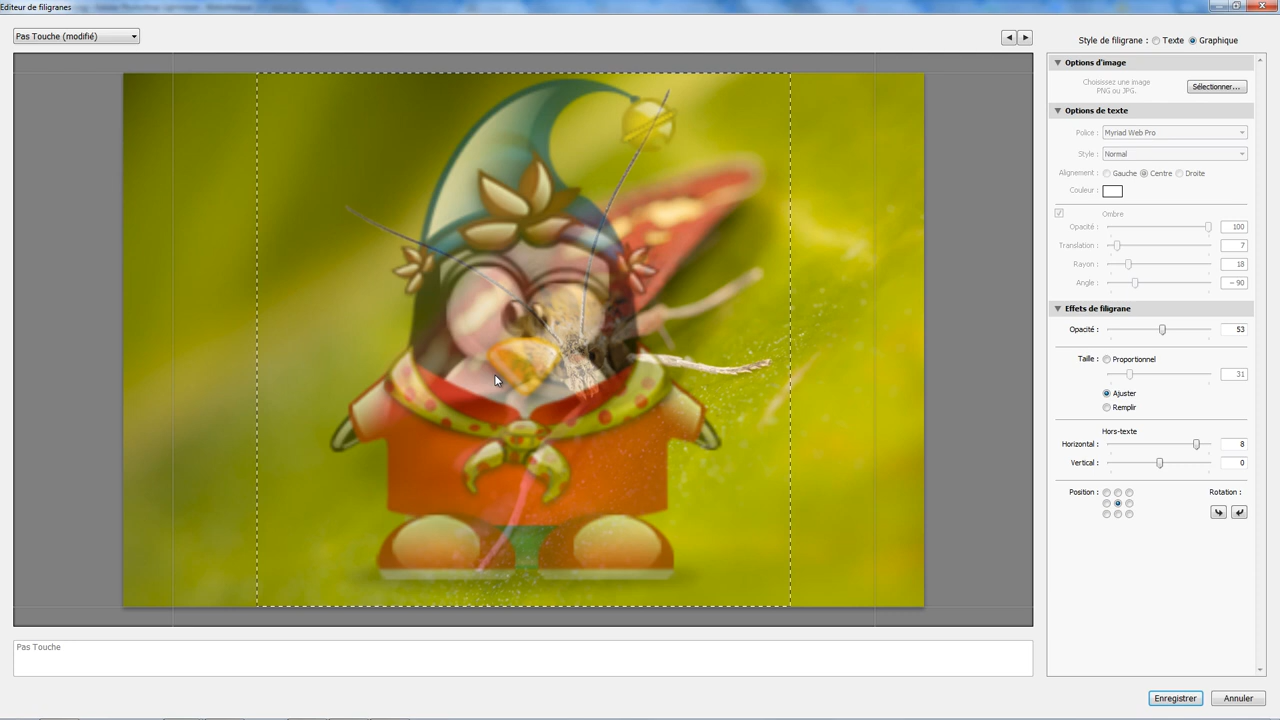 Editeur de filigranes
Pas Touche (modifié)
Style de filigrane : Texte Graphique
Options d'image
Choisissez une image
PNG ou JPG.
Sélectionner...
Options de texte
Police : Myriad Web Pro
Style : Normal
Alignement : Gauche Centre Droite
Couleur :
Ombre
Opacité : 100
Translation : 7
Rayon : 18
Angle : – 90
Effets de filigrane
Opacité : 53
Taille : Proportionnel
31
Ajuster
Remplir
Hors-texte
Horizontal : 8
Vertical : 0
Position : Rotation :
Pas Touche
Enregistrer Annuler